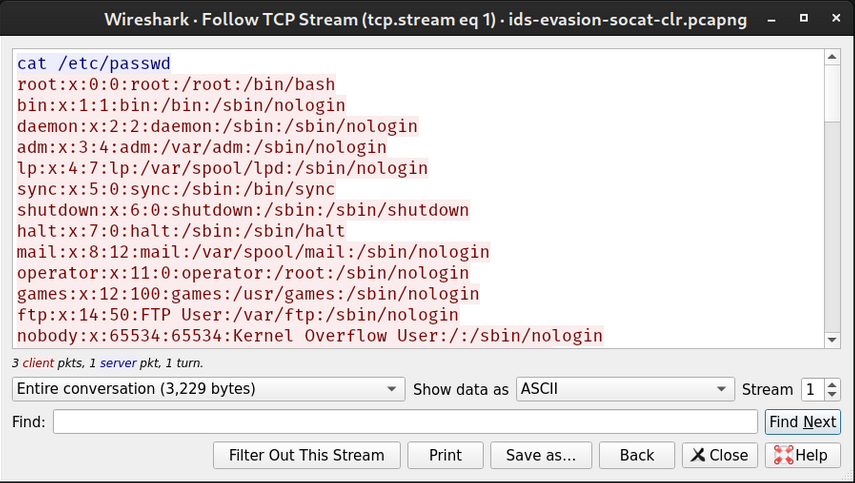 Wireshark · Follow TCP Stream (tcp.stream eq 1) · ids-evasion-socat-clr.pcapng
cat /etc/passwd
root:x:0:0:root:/root:/bin/bash
bin:x:1:1:bin:/bin:/sbin/nologin
daemon:x:2:2:daemon:/sbin:/sbin/nologin
adm:x:3:4:adm:/var/adm:/sbin/nologin
lp:x:4:7:lp:/var/spool/lpd:/sbin/nologin
sync:x:5:0:sync:/sbin:/bin/sync
shutdown:x:6:0:shutdown:/sbin:/sbin/shutdown
halt:x:7:0:halt:/sbin:/sbin/halt
mail:x:8:12:mail:/var/spool/mail:/sbin/nologin
operator:x:11:0:operator:/root:/sbin/nologin
games:x:12:100:games:/usr/games:/sbin/nologin
ftp:x:14:50:FTP User:/var/ftp:/sbin/nologin
nobody:x:65534:65534:Kernel Overflow User:/:/sbin/nologin
3 client pkts, 1 server pkt, 1 turn.
Entire conversation (3,229 bytes) Show data as ASCII Stream 1
Find: Find Next
Filter Out This Stream Print Save as… Back Close Help